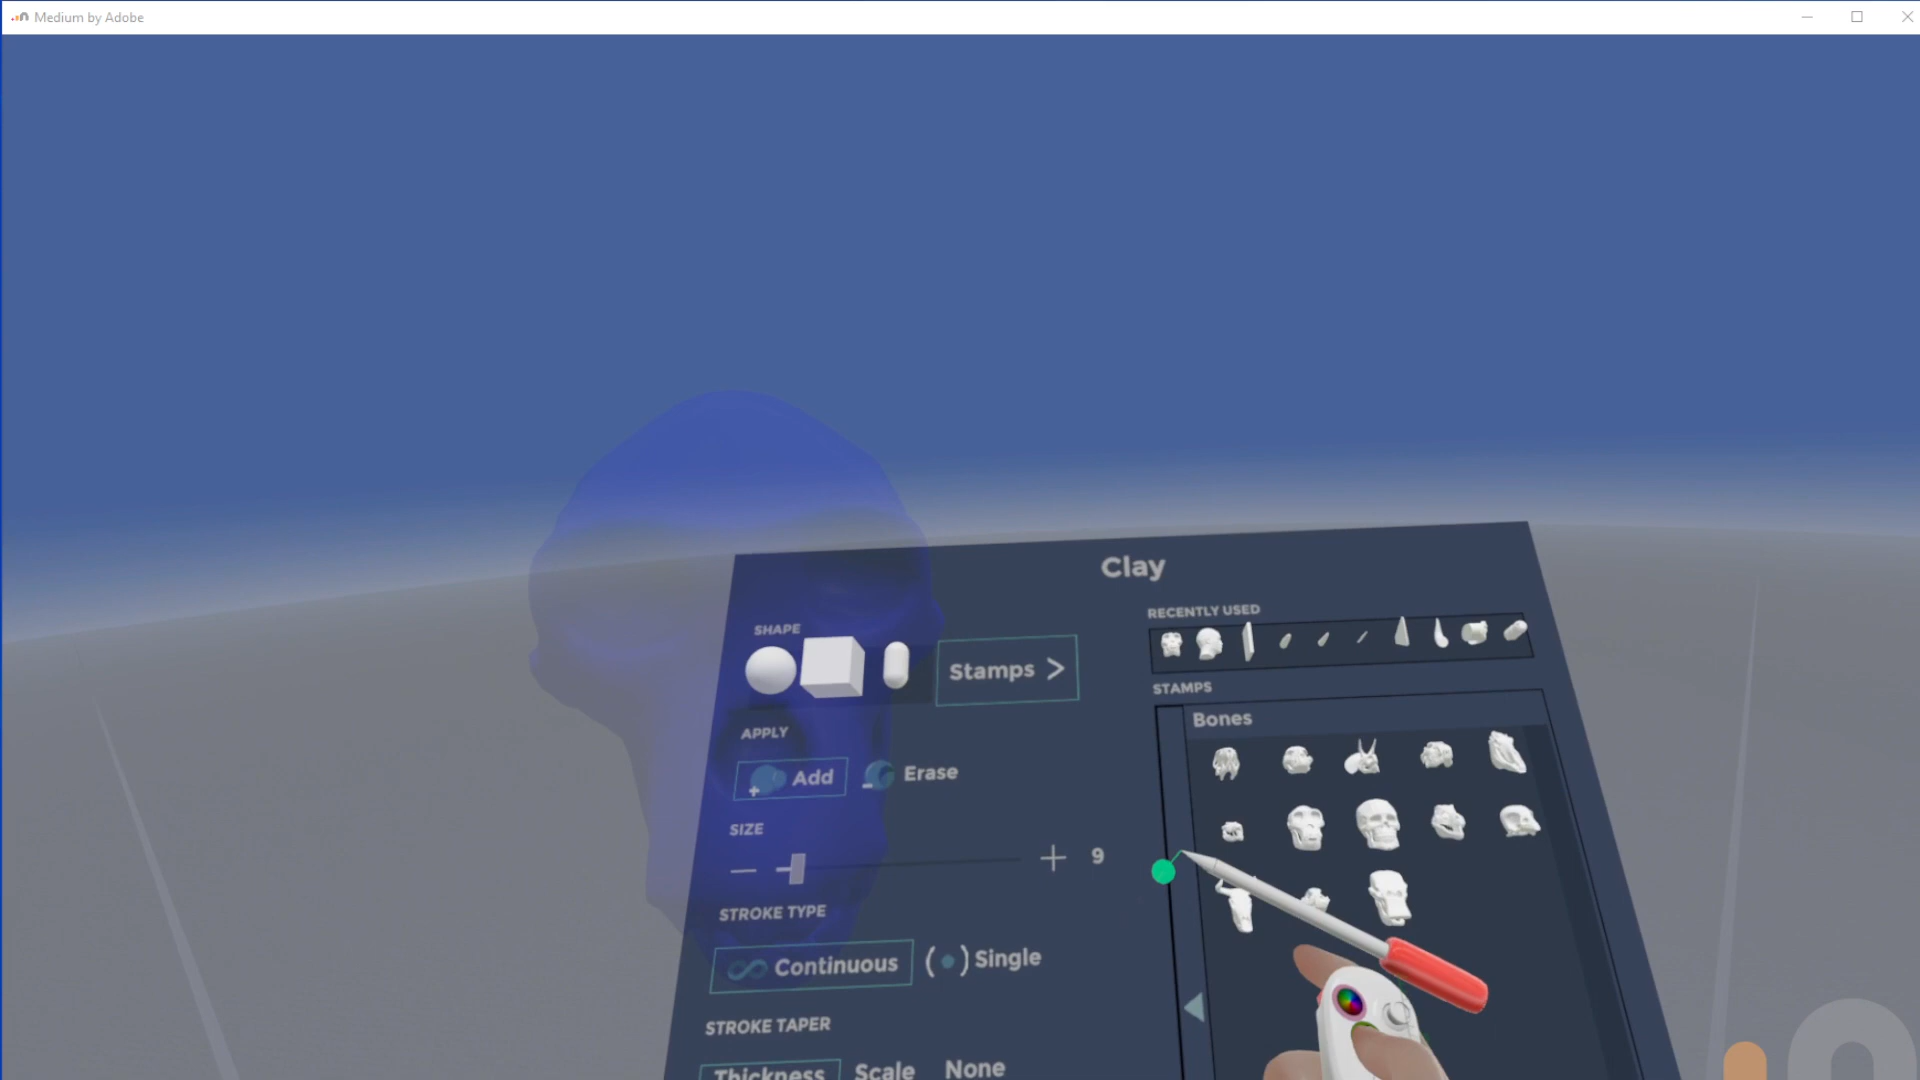 Medium by Adobe
Clay
SHAPE
Stamps >
APPLY
Add
Erase
SIZE
9
STROKE TYPE
Continuous
Single
STROKE TAPER
Thickness
Scale
None
RECENTLY USED
STAMPS
Bones